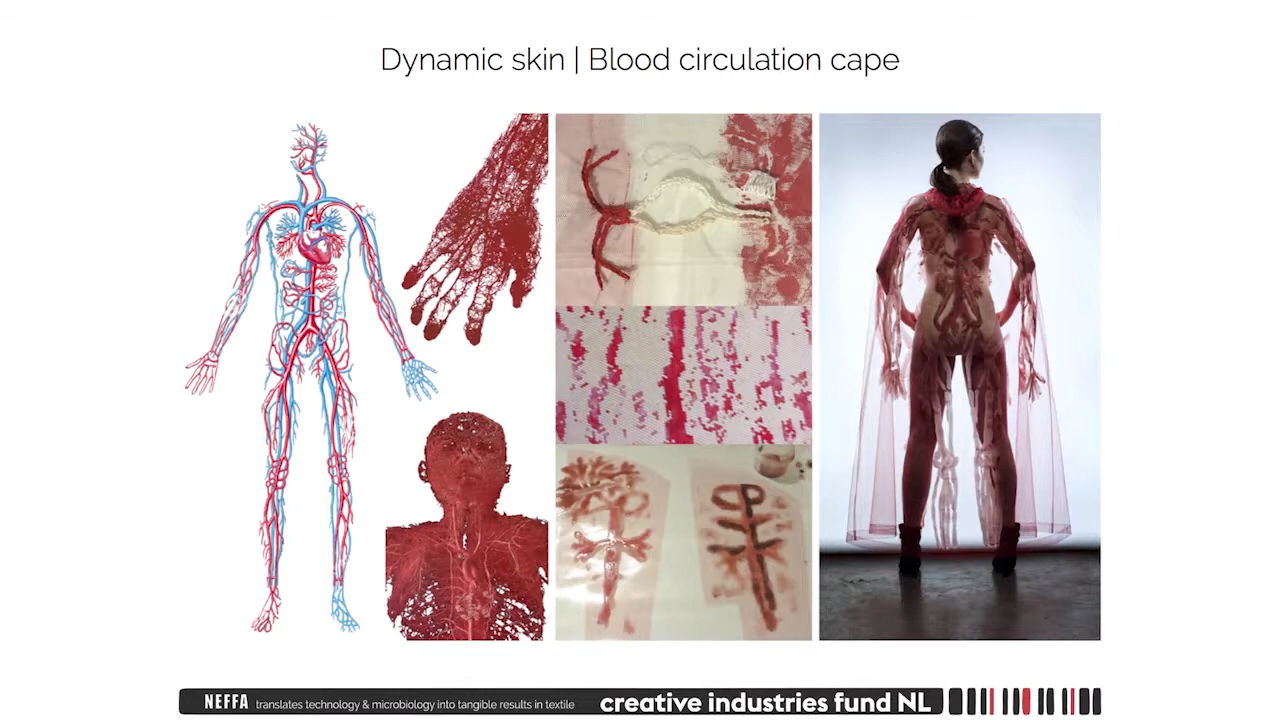 Dynamic skin | Blood circulation cape
NEFFA translates technology & microbiology into tangible results in textile
creative industries fund NL